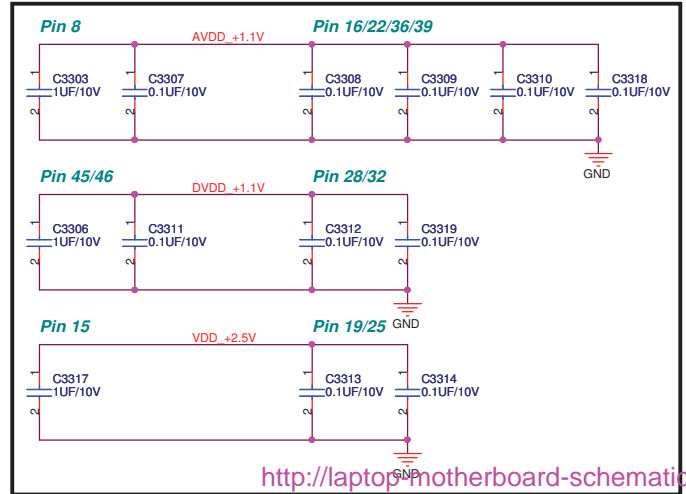 Pin 8
Pin 16/22/36/39
AVDD_+1.1V
1
2
C3303
1UF/10V
1
2
C3307
0.1UF/10V
1
2
C3308
0.1UF/10V
1
2
C3309
0.1UF/10V
1
2
C3310
0.1UF/10V
1
2
C3318
0.1UF/10V
GND
Pin 45/46
Pin 28/32
DVDD_+1.1V
1
2
C3306
1UF/10V
1
2
C3311
0.1UF/10V
1
2
C3312
0.1UF/10V
1
2
C3319
0.1UF/10V
GND
Pin 15
Pin 19/25
VDD_+2.5V
1
2
C3317
1UF/10V
1
2
C3313
0.1UF/10V
1
2
C3314
0.1UF/10V
GND
http://laptop-motherboard-schematic